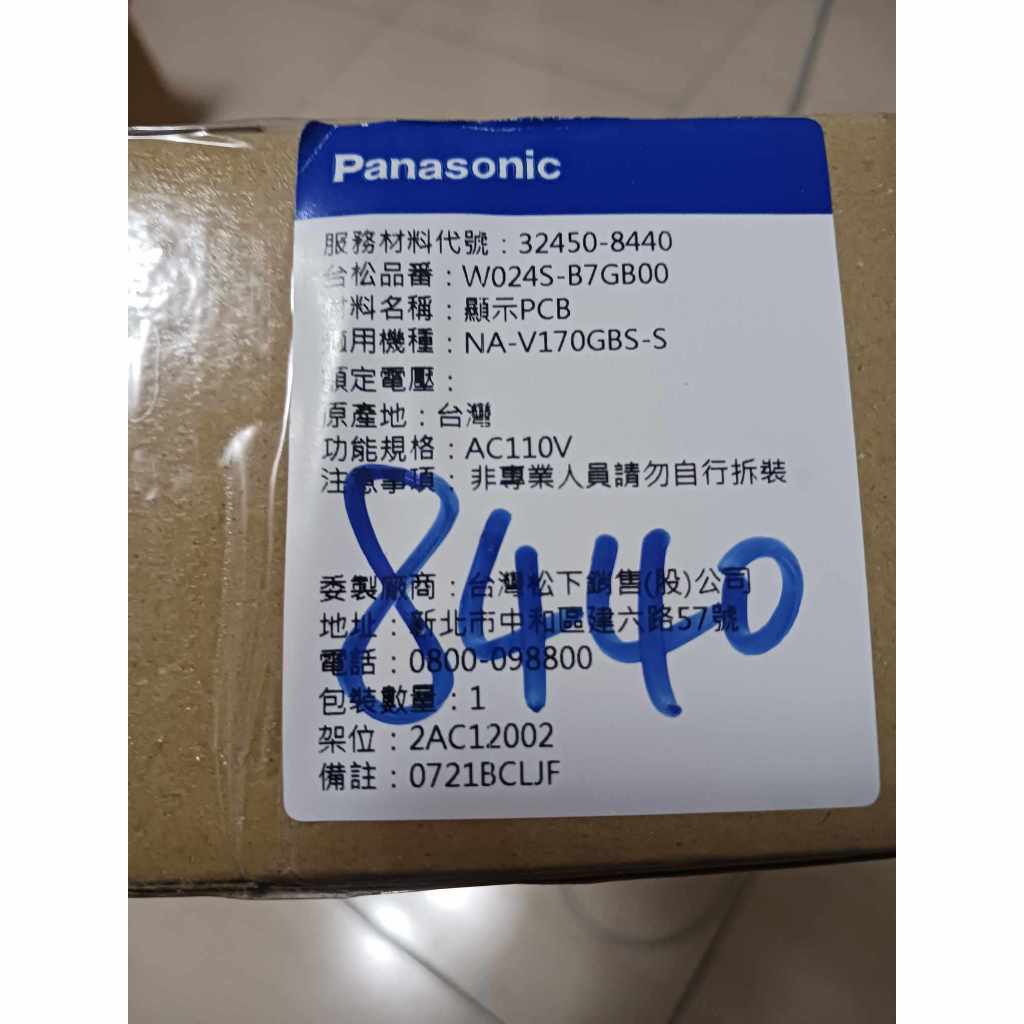 Panasonic
服務材料代號：32450-8440
台松品番：W024S-B7GB00
材料名稱：顯示PCB
適用機種：NA-V170GBS-S
額定電壓：
原產地：台灣
功能規格：AC110V
注意事項：非專業人員請勿自行拆裝
8440
委製廠商：台灣松下銷售(股)公司
地址：新北市中和區建六路57號
電話：0800-098800
包裝數量：1
架位：2AC12002
備註：0721BCLJF